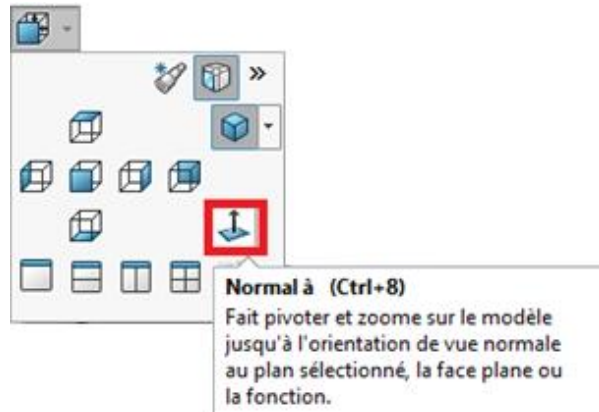 »
Normal à (Ctrl+8)
Fait pivoter et zoome sur le modèle
jusqu'à l'orientation de vue normale
au plan sélectionné, la face plane ou
la fonction.